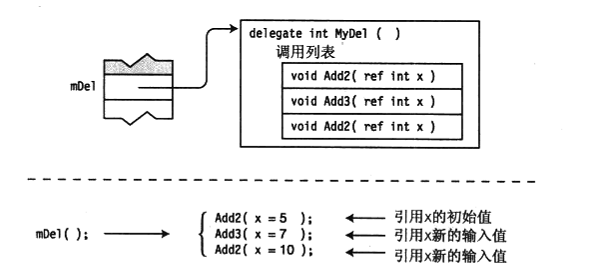 delegate int MyDel ( )
调用列表
mDel
void Add2( ref int x )
void Add3( ref int x )
void Add2( ref int x )
mDel( );
Add2( x = 5 ); 引用x的初始值
Add3( x = 7 ); 引用x新的输入值
Add2( x = 10 ); 引用x新的输入值